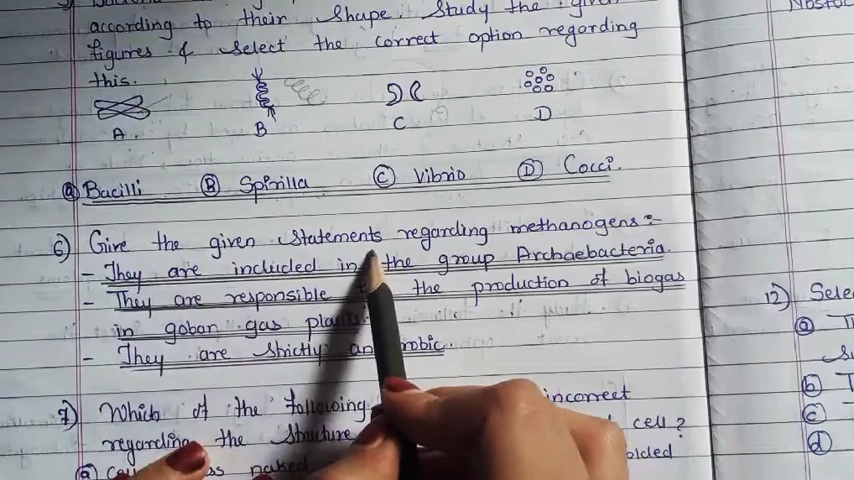 according to their shape. Study the given
figures & select the correct option regarding
this.
A B C D
(a) Bacilli (B) Spirilla (C) Vibrio (D) Cocci.
6) Give the given statements regarding methanogens:-
- They are included in the group Archaebacteria.
- They are responsible the production of biogas
in gobar gas plants.
- They are strictly anaerobic.
7) Which of the following incorrect
regarding the structure cell?
(a) Cell
12) Sele
(a) T
(b) T
(c)
(d)